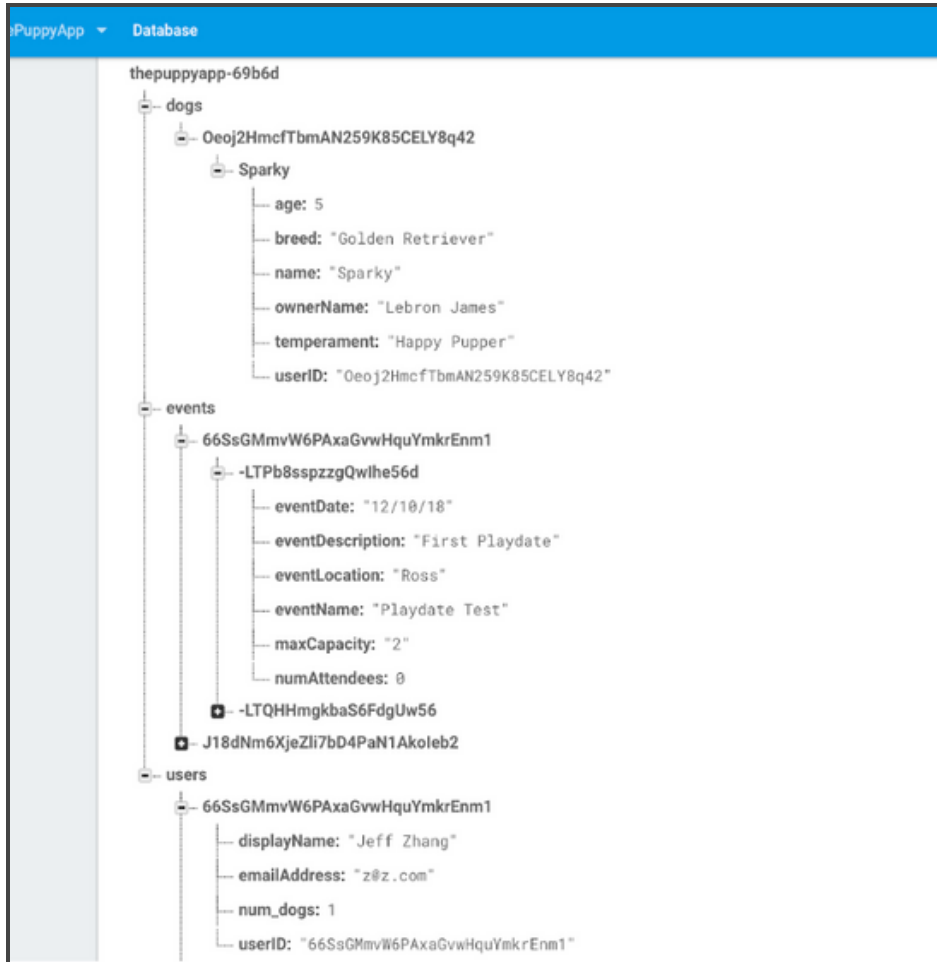 ePuppyApp Database
thepuppyapp-69b6d
dogs
Oeoj2HmcfTbmAN259K85CELY8q42
Sparky
age: 5
breed: "Golden Retriever"
name: "Sparky"
ownerName: "Lebron James"
temperament: "Happy Pupper"
userID: "Oeoj2HmcfTbmAN259K85CELY8q42"
events
66SsGMmvW6PAxaGvwHquYmkrEnm1
-LTPb8sspzzgQwlhe56d
eventDate: "12/10/18"
eventDescription: "First Playdate"
eventLocation: "Ross"
eventName: "Playdate Test"
maxCapacity: "2"
numAttendees: 0
-LTQHHmgkbaS6FdgUw56
J18dNm6XjeZli7bD4PaN1Akoleb2
users
66SsGMmvW6PAxaGvwHquYmkrEnm1
displayName: "Jeff Zhang"
emailAddress: "z@z.com"
num_dogs: 1
userID: "66SsGMmvW6PAxaGvwHquYmkrEnm1"